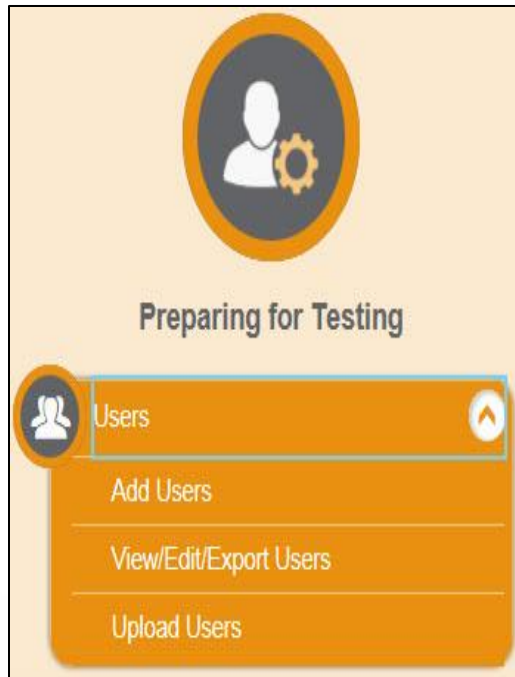 Preparing for Testing
Users
Add Users
View/Edit/Export Users
Upload Users